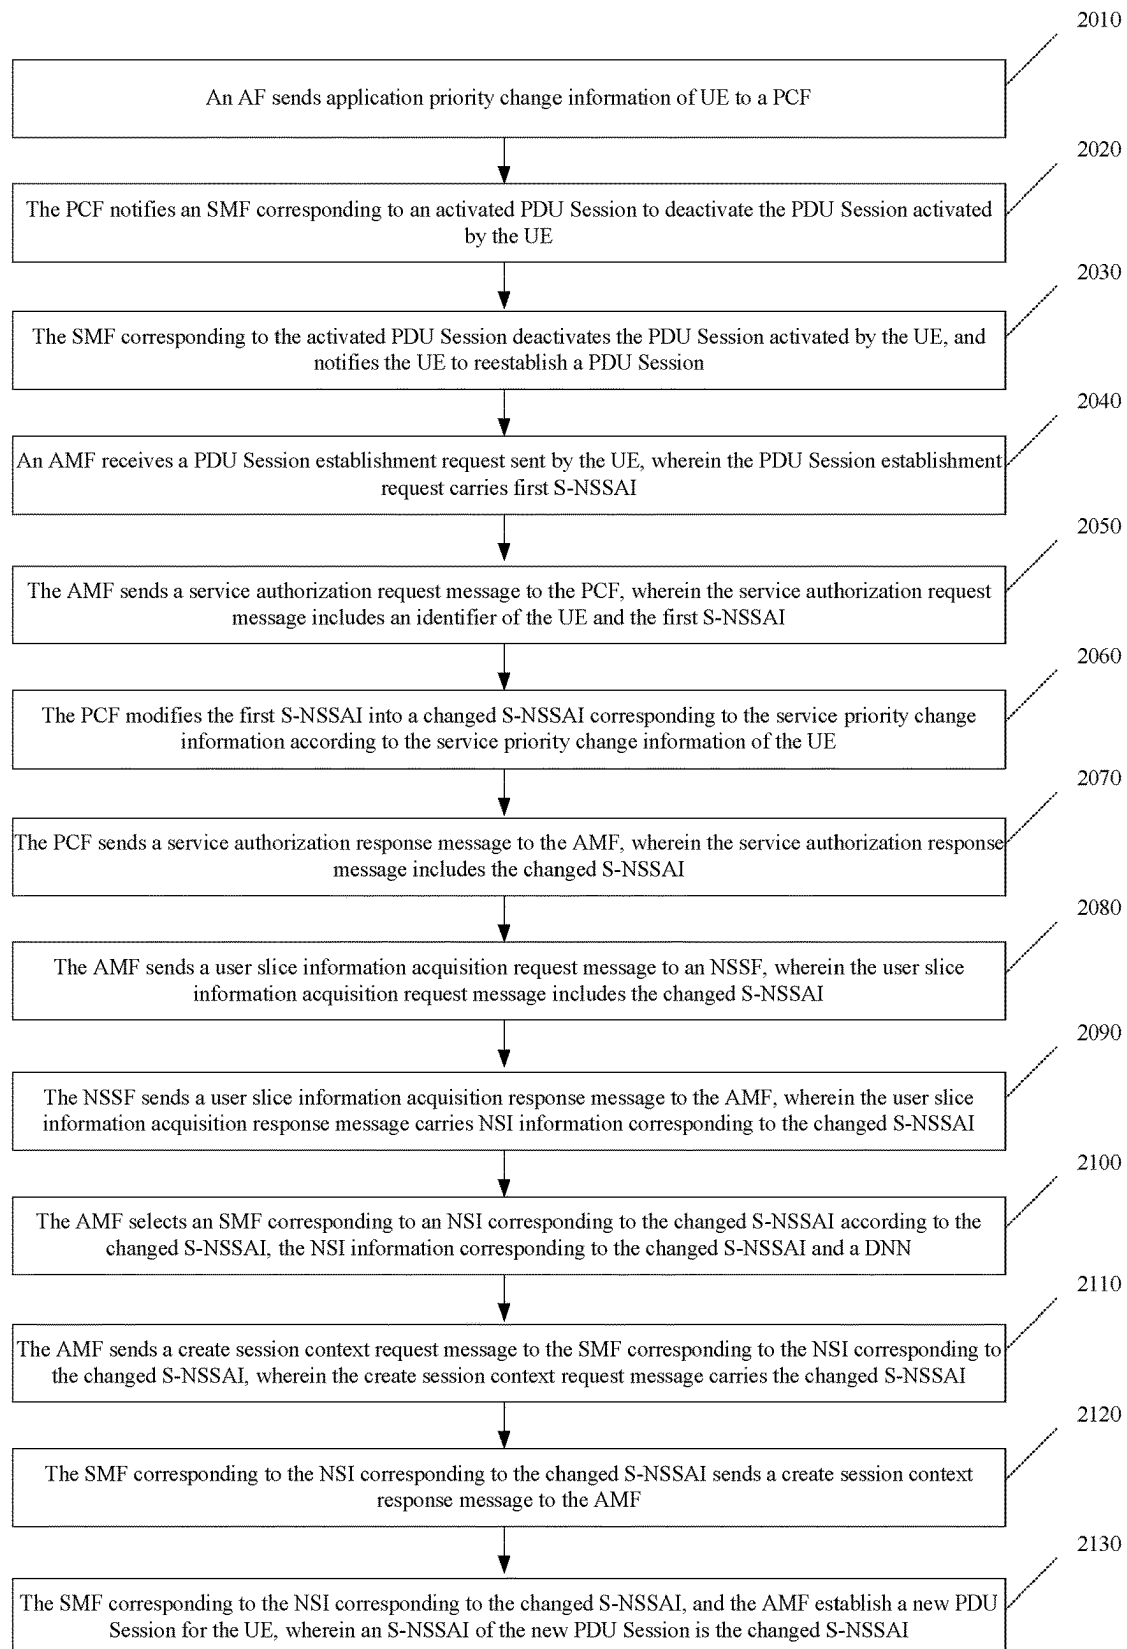 2010
An AF sends application priority change information of UE to a PCF
2020
The PCF notifies an SMF corresponding to an activated PDU Session to deactivate the PDU Session activated
by the UE
2030
The SMF corresponding to the activated PDU Session deactivates the PDU Session activated by the UE, and
notifies the UE to reestablish a PDU Session
2040
An AMF receives a PDU Session establishment request sent by the UE, wherein the PDU Session establishment
request carries first S-NSSAI
2050
The AMF sends a service authorization request message to the PCF, wherein the service authorization request
message includes an identifier of the UE and the first S-NSSAI
2060
The PCF modifies the first S-NSSAI into a changed S-NSSAI corresponding to the service priority change
information according to the service priority change information of the UE
2070
The PCF sends a service authorization response message to the AMF, wherein the service authorization response
message includes the changed S-NSSAI
2080
The AMF sends a user slice information acquisition request message to an NSSF, wherein the user slice
information acquisition request message includes the changed S-NSSAI
2090
The NSSF sends a user slice information acquisition response message to the AMF, wherein the user slice
information acquisition response message carries NSI information corresponding to the changed S-NSSAI
2100
The AMF selects an SMF corresponding to an NSI corresponding to the changed S-NSSAI according to the
changed S-NSSAI, the NSI information corresponding to the changed S-NSSAI and a DNN
2110
The AMF sends a create session context request message to the SMF corresponding to the NSI corresponding to
the changed S-NSSAI, wherein the create session context request message carries the changed S-NSSAI
2120
The SMF corresponding to the NSI corresponding to the changed S-NSSAI sends a create session context
response message to the AMF
2130
The SMF corresponding to the NSI corresponding to the changed S-NSSAI, and the AMF establish a new PDU
Session for the UE, wherein an S-NSSAI of the new PDU Session is the changed S-NSSAI